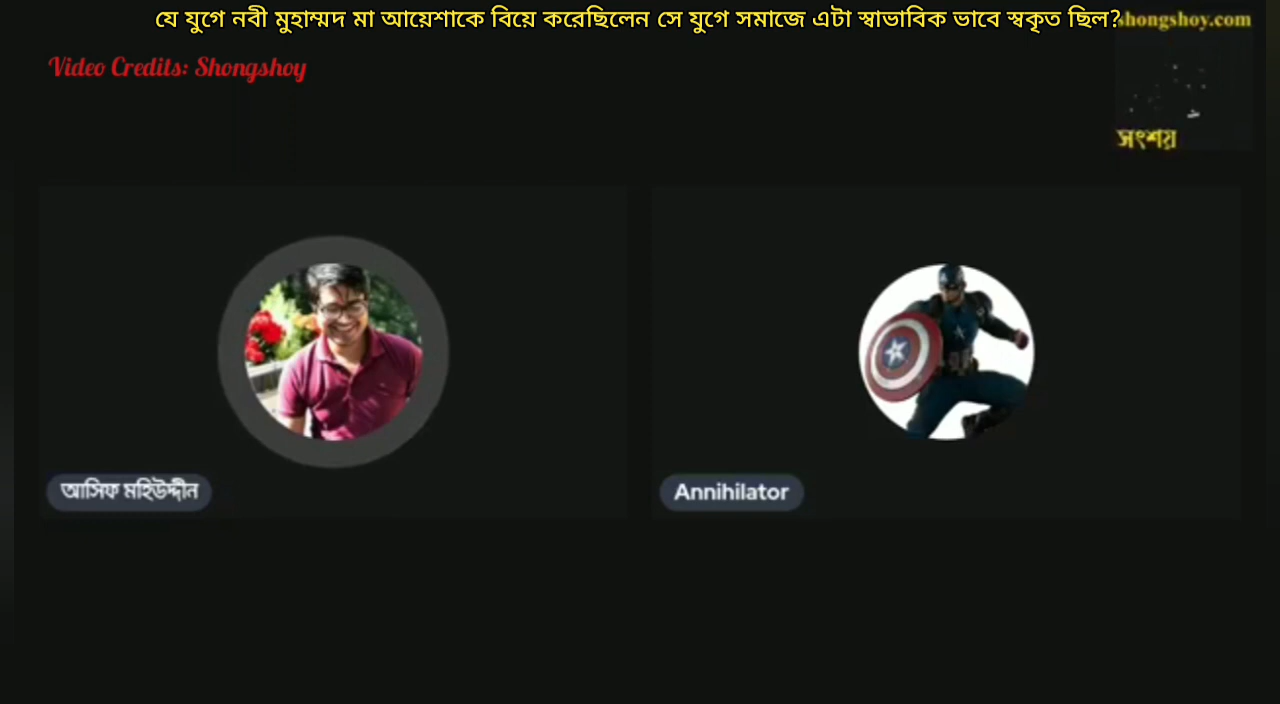 যে যুগে নবী মুহাম্মদ মা আয়েশাকে বিয়ে করেছিলেন সে যুগে সমাজে এটা স্বাভাবিক ভাবে স্বকৃত ছিল?
shongshoy.com
Video Credits: Shongshoy
সংশয়
আসিফ মহিউদ্দীন
Annihilator